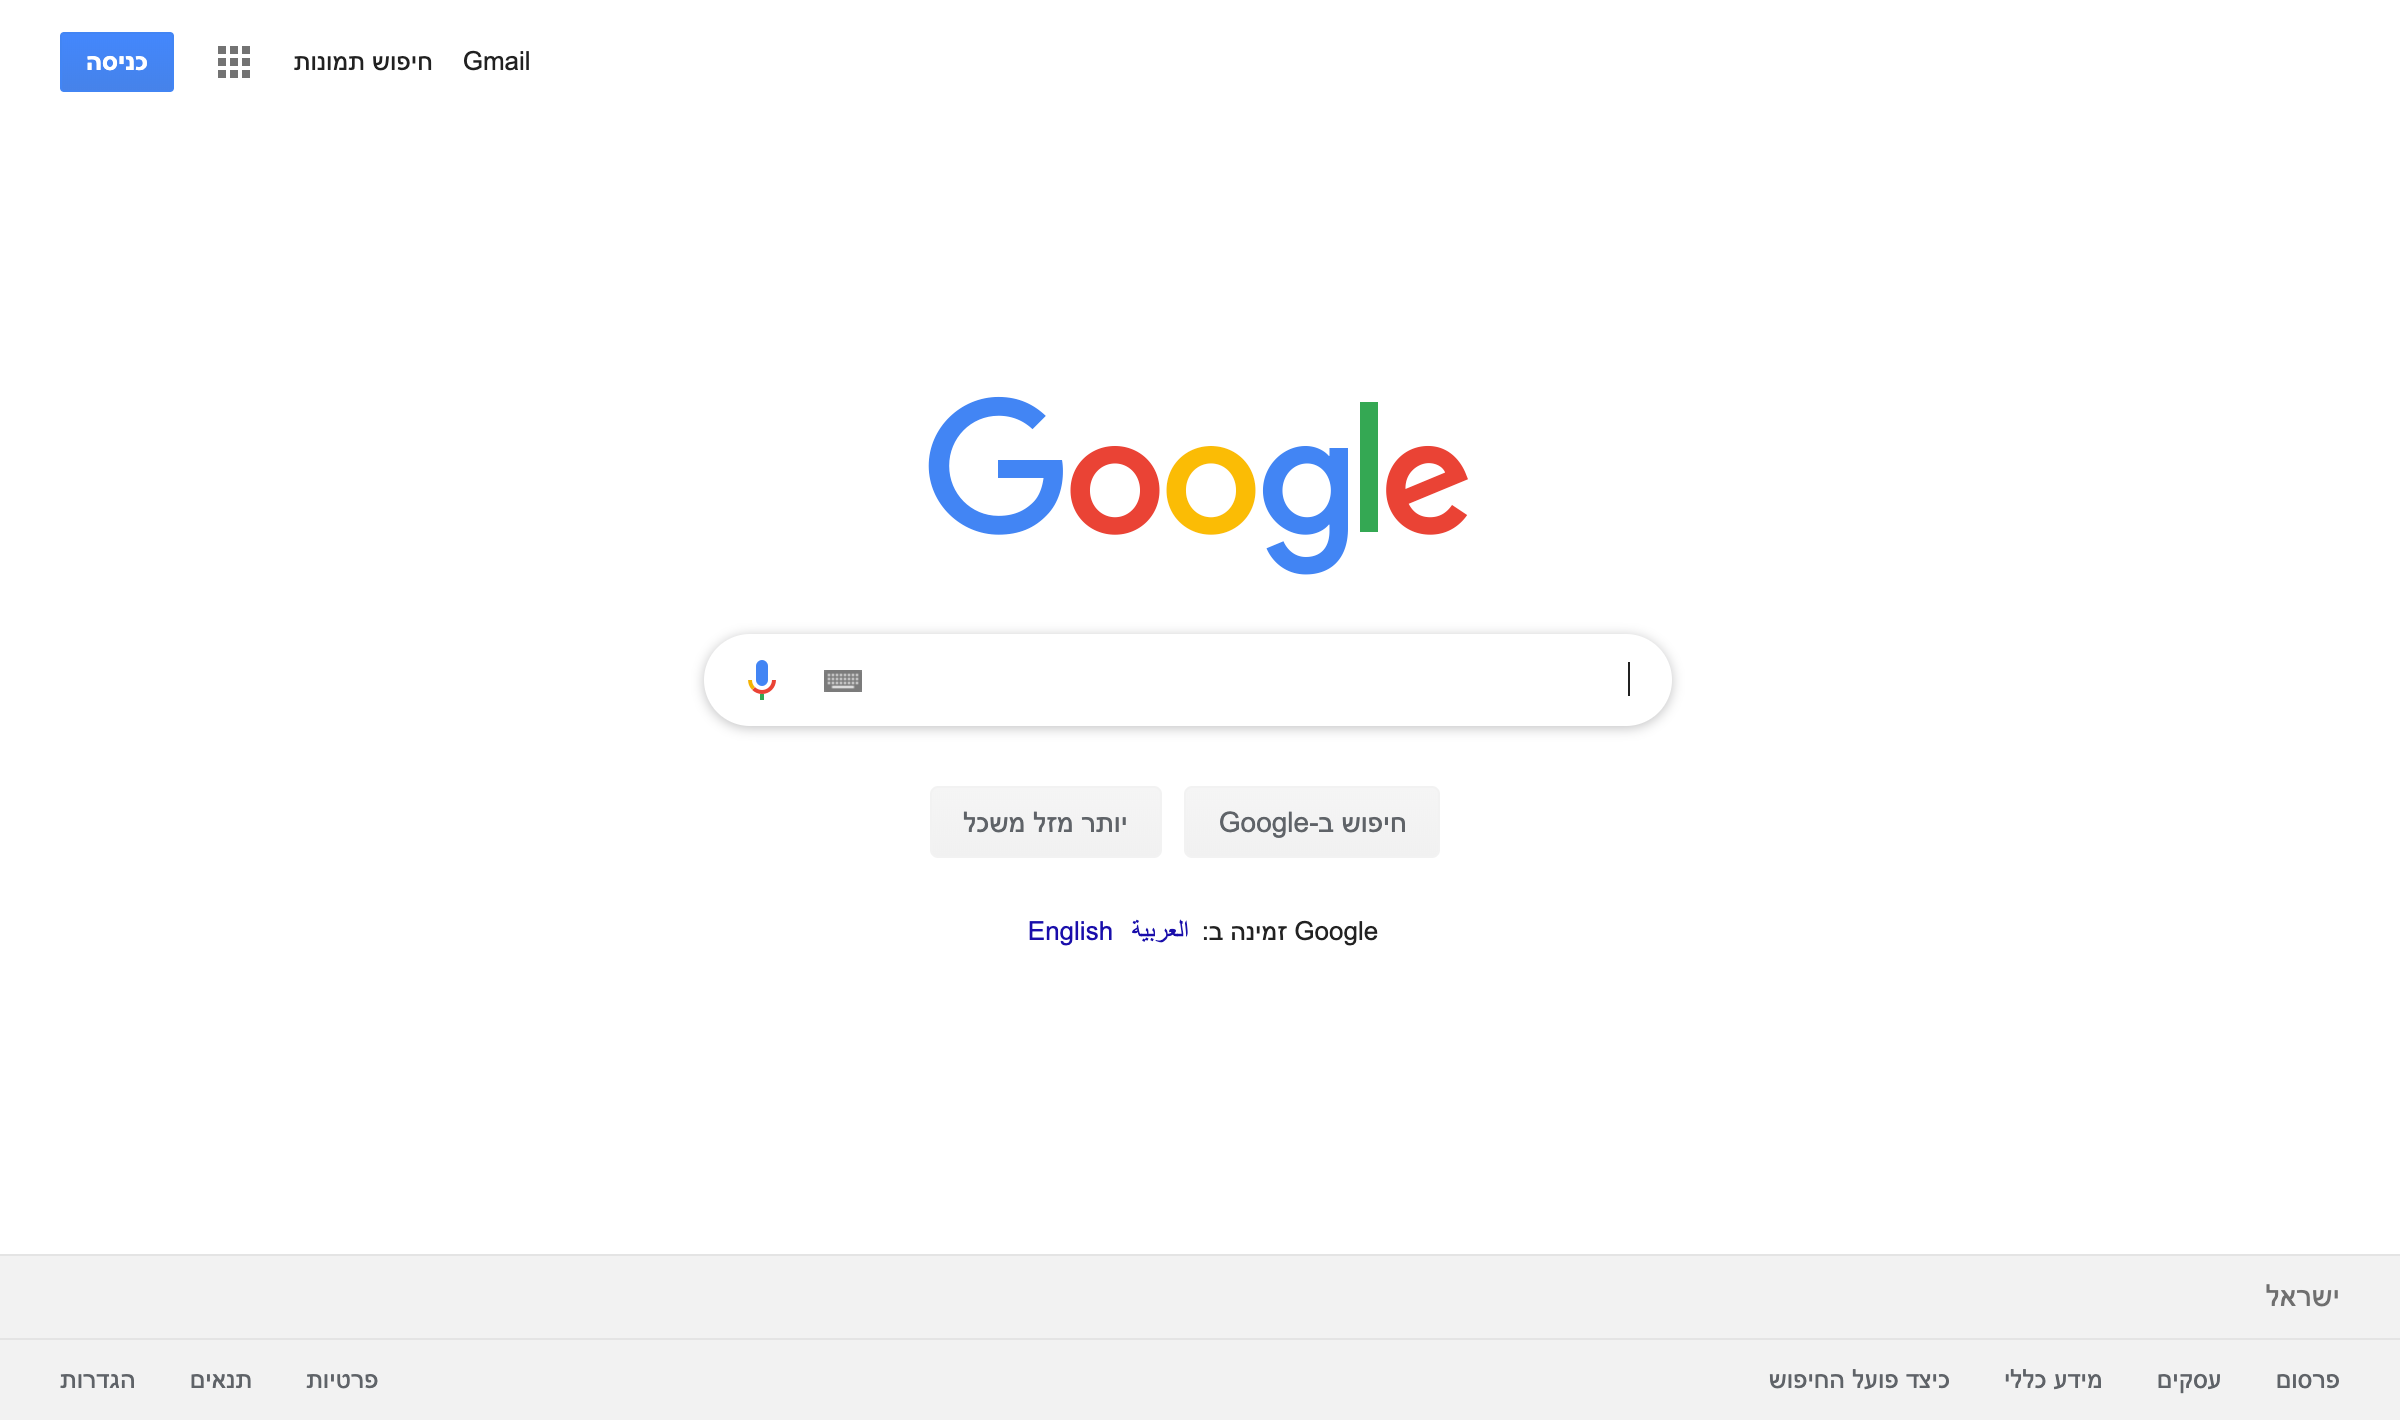 Gmail חיפוש תמונות כניסה
Google
חיפוש ב-Google יותר מזל משכל
Google זמינה ב: العربية English
ישראל
פרסום עסקים מידע כללי כיצד פועל החיפוש פרטיות תנאים הגדרות